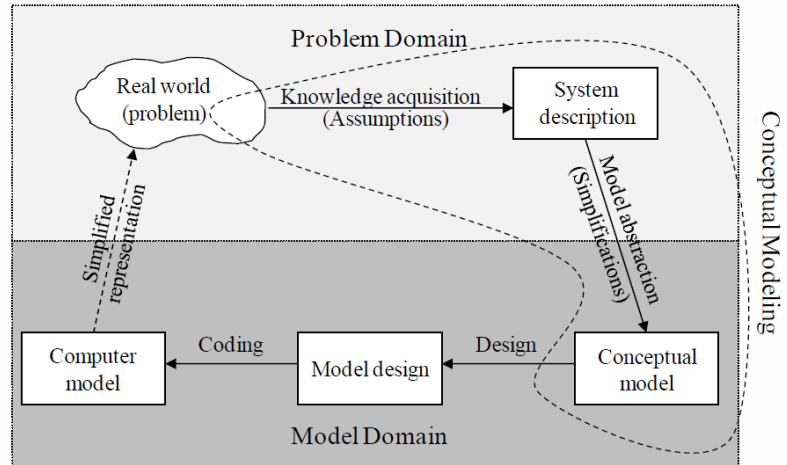 Problem Domain
Real world
(problem)
Knowledge acquisition
(Assumptions)
System
description
Model abstraction
(Simplifications)
Conceptual Modeling
Simplified
representation
Computer
model
Coding
Model design
Design
Conceptual
model
Model Domain